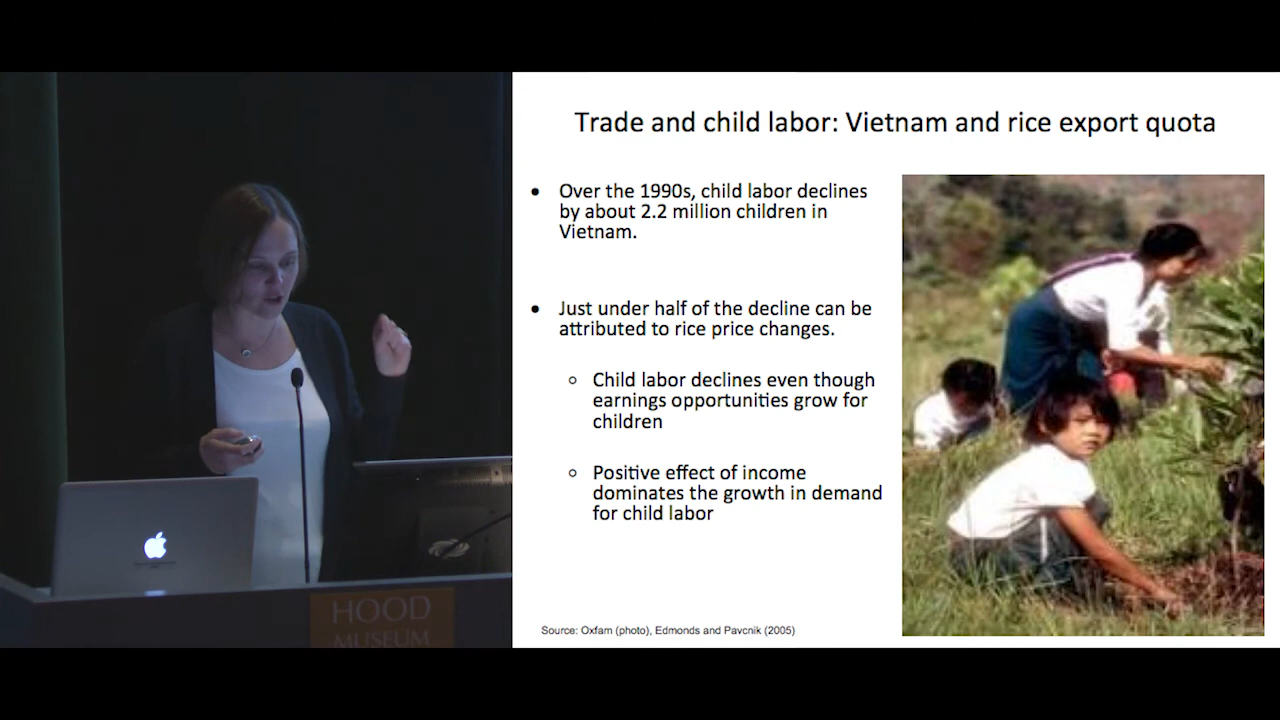 Trade and child labor: Vietnam and rice export quota
• Over the 1990s, child labor declines
by about 2.2 million children in
Vietnam.
• Just under half of the decline can be
attributed to rice price changes.
○ Child labor declines even though
earnings opportunities grow for
children
○ Positive effect of income
dominates the growth in demand
for child labor
Source: Oxfam (photo), Edmonds and Pavcnik (2005)
HOOD
MUSEUM